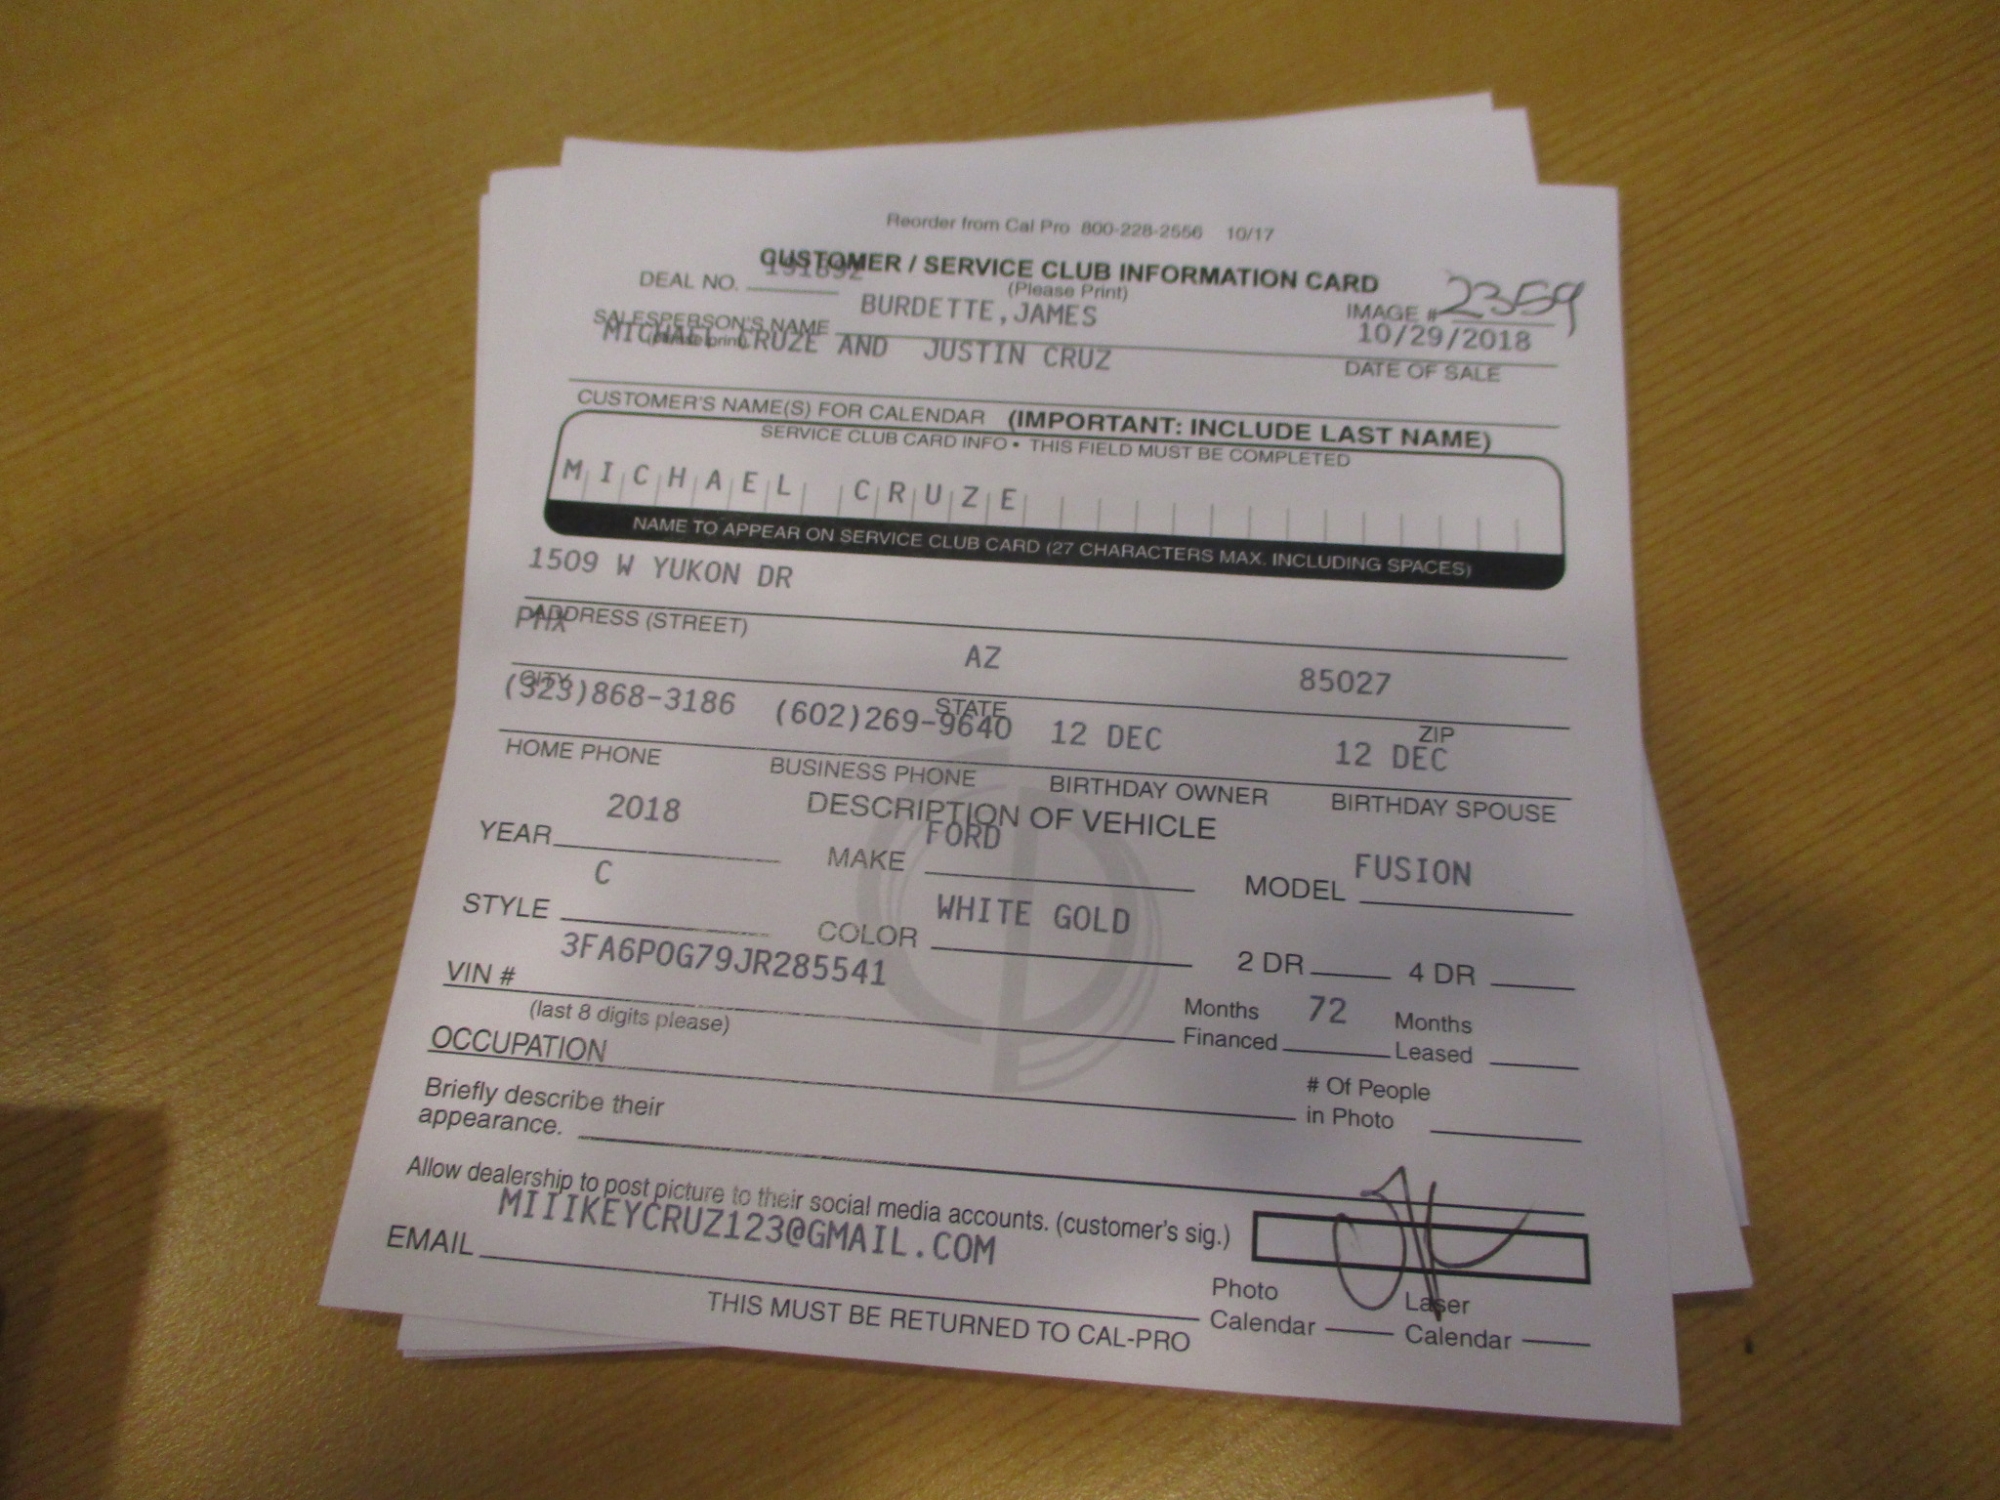 Reorder from Cal Pro 800-228-2556 10/17
CUSTOMER / SERVICE CLUB INFORMATION CARD
(Please Print)
DEAL NO. 191892
IMAGE # 2359
SALESPERSON'S NAME BURDETTE,JAMES
(please print)
10/29/2018
DATE OF SALE
MICHAEL CRUZE AND JUSTIN CRUZ
CUSTOMER'S NAME(S) FOR CALENDAR (IMPORTANT: INCLUDE LAST NAME)
SERVICE CLUB CARD INFO • THIS FIELD MUST BE COMPLETED
MICHAEL CRUZE
NAME TO APPEAR ON SERVICE CLUB CARD (27 CHARACTERS MAX. INCLUDING SPACES)
1509 W YUKON DR
ADDRESS (STREET)
PHX AZ 85027
CITY STATE ZIP
(323)868-3186 (602)269-9640 12 DEC 12 DEC
HOME PHONE BUSINESS PHONE BIRTHDAY OWNER BIRTHDAY SPOUSE
DESCRIPTION OF VEHICLE
YEAR 2018 MAKE FORD MODEL FUSION
STYLE C COLOR WHITE GOLD 2 DR 4 DR
VIN # 3FA6P0G79JR285541
(last 8 digits please)
Months Financed 72 Months Leased
OCCUPATION
# Of People in Photo
Briefly describe their
appearance.
Allow dealership to post picture to their social media accounts. (customer's sig.)
EMAIL MIIIKEYCRUZ123@GMAIL.COM
Photo Calendar Laser Calendar
THIS MUST BE RETURNED TO CAL-PRO